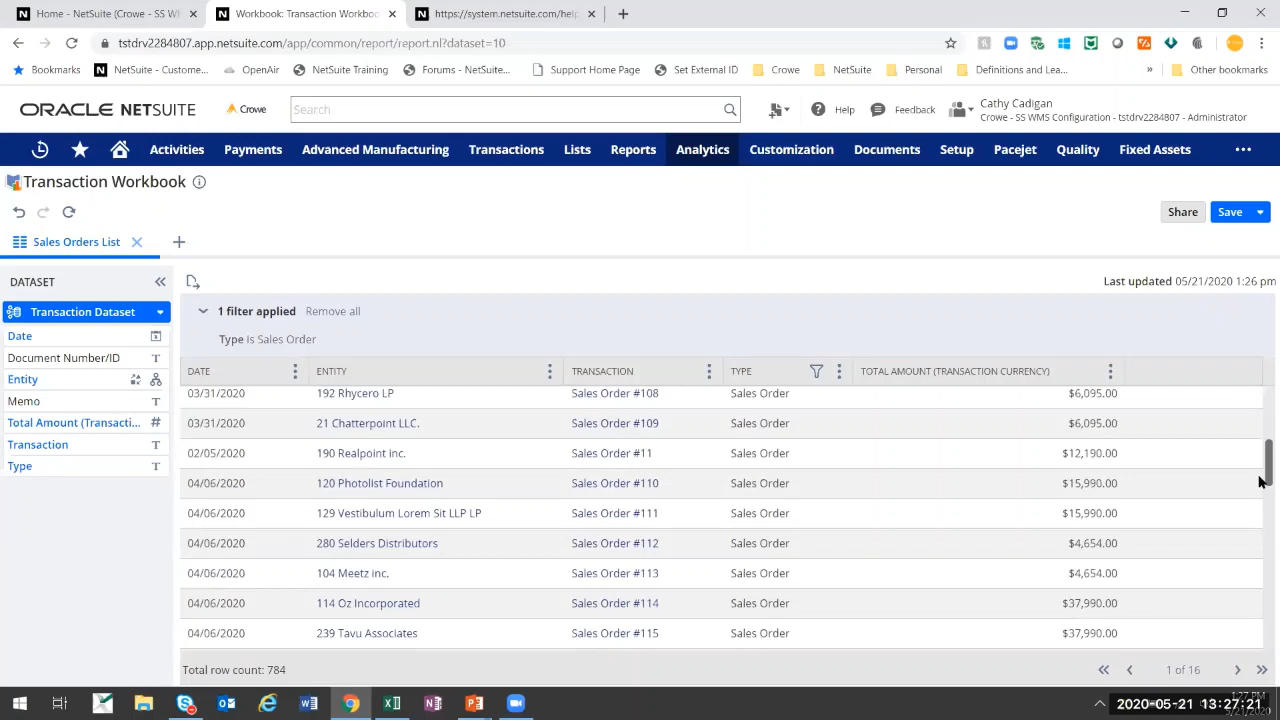 Home - NetSuite (Crowe - SS WM
Workbook: Transaction Workboo
https://system.netsuite.com/help
tstdrv2284807.app.netsuite.com/app/common/report/report.nl?dataset=10
Bookmarks NetSuite - Custome... OpenAir NetSuite Training Forums - NetSuite... Support Home Page Set External ID Crowe NetSuite Personal Definitions and Lea... » Other bookmarks
ORACLE NETSUITE Crowe Search Help Feedback Cathy Cadigan
Crowe - SS WMS Configuration - tstdrv2284807 - Administrator
Activities Payments Advanced Manufacturing Transactions Lists Reports Analytics Customization Documents Setup Pacejet Quality Fixed Assets
Transaction Workbook
Share Save
Sales Orders List
DATASET
Last updated 05/21/2020 1:26 pm
Transaction Dataset
1 filter applied Remove all
Date
Type is Sales Order
Document Number/ID T
Entity
Memo T
Total Amount (Transacti... #
Transaction T
Type T
DATE ENTITY TRANSACTION TYPE TOTAL AMOUNT (TRANSACTION CURRENCY)
03/31/2020 192 Rhycero LP Sales Order #108 Sales Order $6,095.00
03/31/2020 21 Chatterpoint LLC. Sales Order #109 Sales Order $6,095.00
02/05/2020 190 Realpoint inc. Sales Order #11 Sales Order $12,190.00
04/06/2020 120 Photolist Foundation Sales Order #110 Sales Order $15,990.00
04/06/2020 129 Vestibulum Lorem Sit LLP LP Sales Order #111 Sales Order $15,990.00
04/06/2020 280 Selders Distributors Sales Order #112 Sales Order $4,654.00
04/06/2020 104 Meetz inc. Sales Order #113 Sales Order $4,654.00
04/06/2020 114 Oz Incorporated Sales Order #114 Sales Order $37,990.00
04/06/2020 239 Tavu Associates Sales Order #115 Sales Order $37,990.00
Total row count: 784
1 of 16
1:27 PM
2020-05-21 13:27:21
5/21/2020